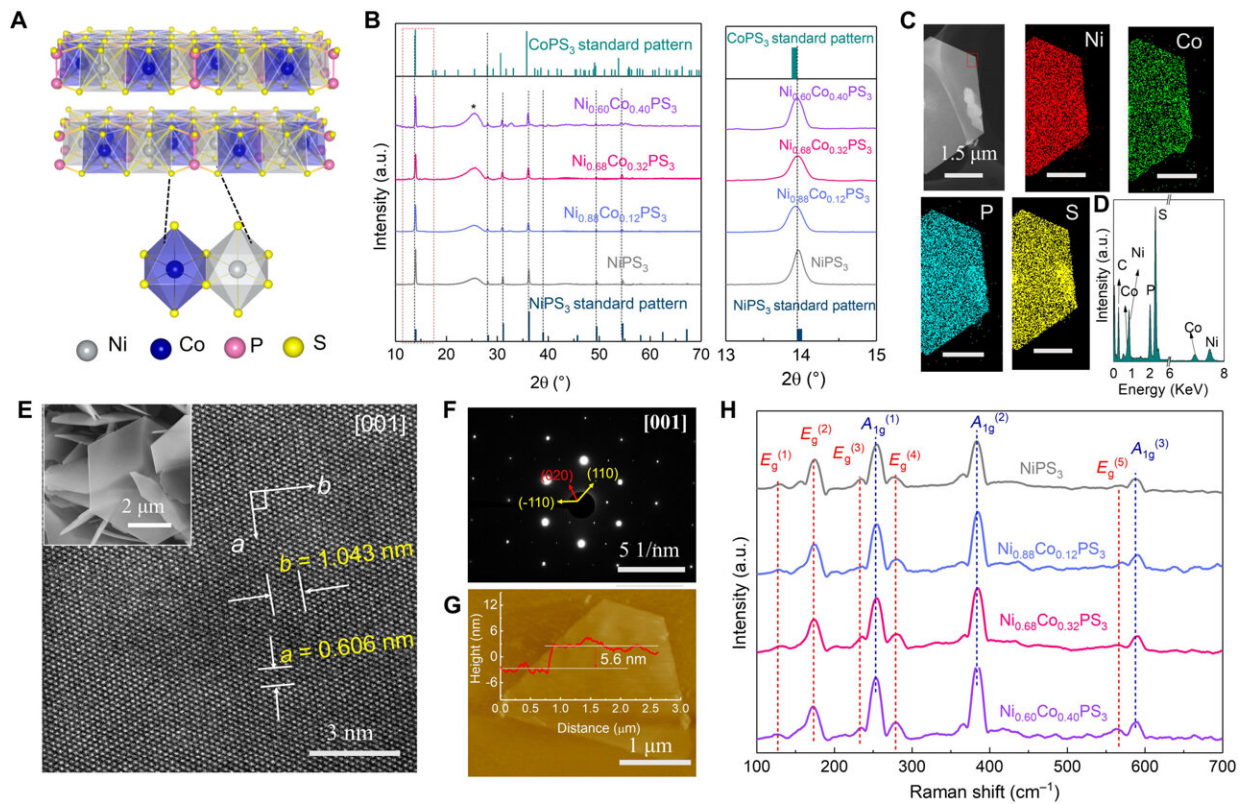 A
Ni
Co
P
S
B
CoPS3 standard pattern
Ni0.60Co0.40PS3
*
Ni0.68Co0.32PS3
Ni0.88Co0.12PS3
NiPS3
NiPS3 standard pattern
Intensity (a.u.)
10 20 30 40 50 60 70
2θ (°)
CoPS3 standard pattern
Ni0.60Co0.40PS3
Ni0.68Co0.32PS3
Ni0.88Co0.12PS3
NiPS3
NiPS3 standard pattern
Intensity (a.u.)
13 14 15
2θ (°)
C
1.5 μm
Ni
Co
P
S
D
Intensity (a.u.)
C
Co
Ni
P
S
Co
Ni
0 1 2 6 8
Energy (KeV)
E
[001]
2 μm
b
a
b = 1.043 nm
a = 0.606 nm
3 nm
F
[001]
(020)
(110)
(-110)
5 1/nm
G
Height (nm)
12
6
0
-6
5.6 nm
0.0 0.5 1.0 1.5 2.0 2.5 3.0
Distance (μm)
1 μm
H
Eg(1)
Eg(2)
Eg(3)
A1g(1)
Eg(4)
A1g(2)
Eg(5)
A1g(3)
NiPS3
Ni0.88Co0.12PS3
Ni0.68Co0.32PS3
Ni0.60Co0.40PS3
Intensity (a.u.)
100 200 300 400 500 600 700
Raman shift (cm−1)